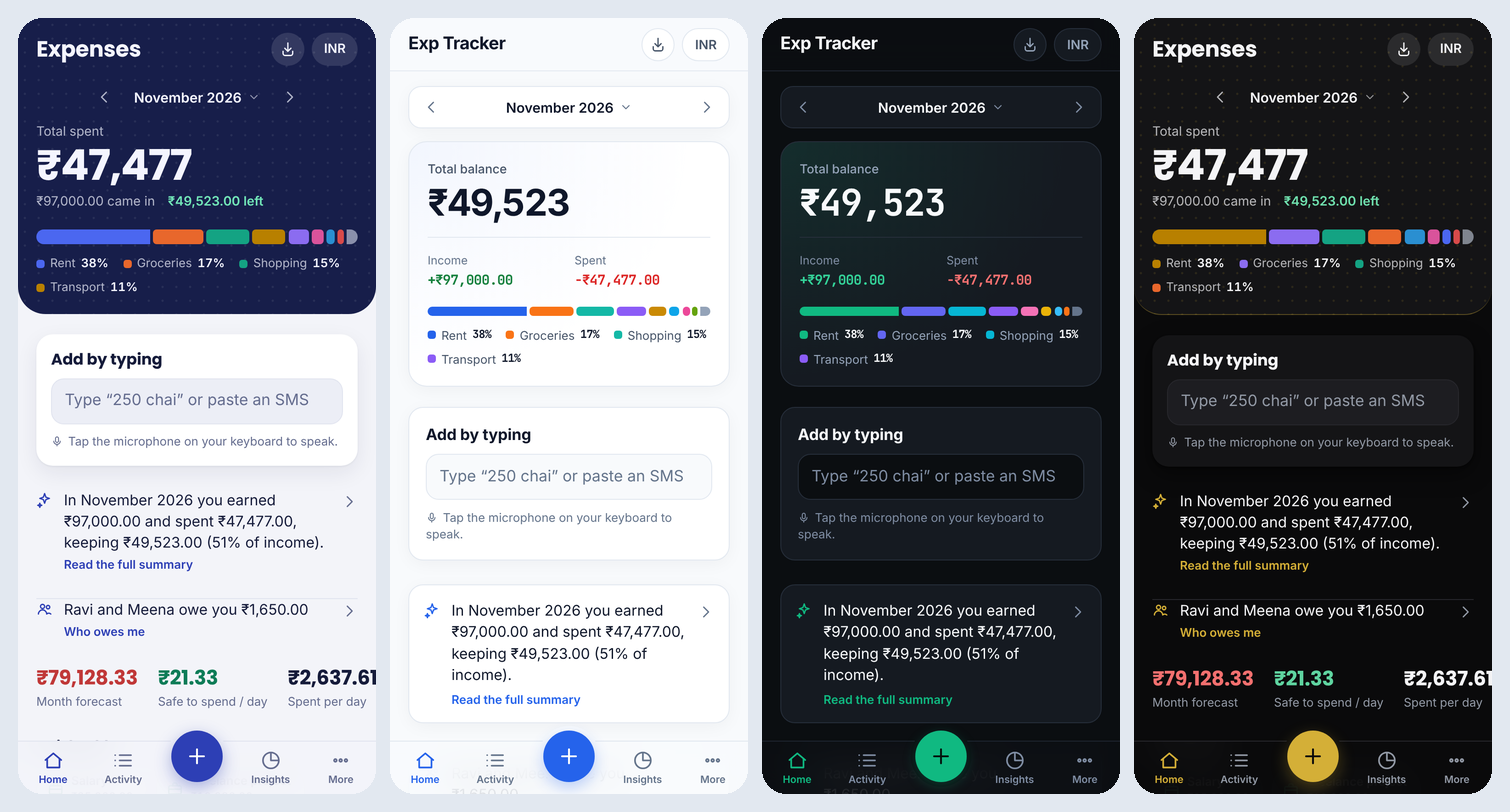 Expenses
INR
November 2026
Total spent
₹47,477
₹97,000.00 came in ₹49,523.00 left
Rent 38% Groceries 17% Shopping 15%
Transport 11%
Add by typing
Type “250 chai” or paste an SMS
Tap the microphone on your keyboard to speak.
In November 2026 you earned
₹97,000.00 and spent ₹47,477.00,
keeping ₹49,523.00 (51% of income).
Read the full summary
Ravi and Meena owe you ₹1,650.00
Who owes me
₹79,128.33 ₹21.33 ₹2,637.61
Month forecast Safe to spend / day Spent per day
Home Activity Insights More
Exp Tracker
INR
November 2026
Total balance
₹49,523
Income Spent
+₹97,000.00 -₹47,477.00
Rent 38% Groceries 17% Shopping 15%
Transport 11%
Add by typing
Type “250 chai” or paste an SMS
Tap the microphone on your keyboard to
speak.
In November 2026 you earned
₹97,000.00 and spent ₹47,477.00,
keeping ₹49,523.00 (51% of
income).
Read the full summary
Home Activity Insights More
Exp Tracker
INR
November 2026
Total balance
₹49,523
Income Spent
+₹97,000.00 -₹47,477.00
Rent 38% Groceries 17% Shopping 15%
Transport 11%
Add by typing
Type “250 chai” or paste an SMS
Tap the microphone on your keyboard to
speak.
In November 2026 you earned
₹97,000.00 and spent ₹47,477.00,
keeping ₹49,523.00 (51% of
income).
Read the full summary
Home Activity Insights More
Expenses
INR
November 2026
Total spent
₹47,477
₹97,000.00 came in ₹49,523.00 left
Rent 38% Groceries 17% Shopping 15%
Transport 11%
Add by typing
Type “250 chai” or paste an SMS
Tap the microphone on your keyboard to speak.
In November 2026 you earned
₹97,000.00 and spent ₹47,477.00,
keeping ₹49,523.00 (51% of income).
Read the full summary
Ravi and Meena owe you ₹1,650.00
Who owes me
₹79,128.33 ₹21.33 ₹2,637.61
Month forecast Safe to spend / day Spent per day
Home Activity Insights More